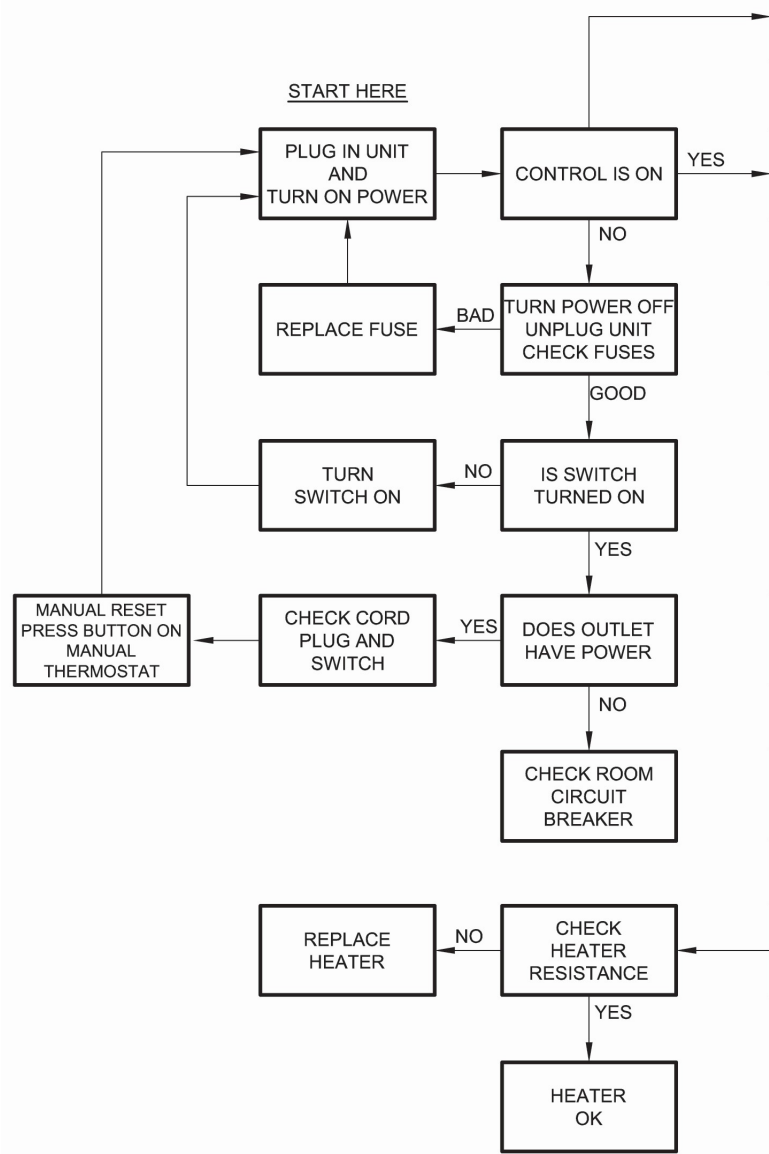 START HERE
PLUG IN UNIT
AND
TURN ON POWER
CONTROL IS ON
YES
NO
TURN POWER OFF
UNPLUG UNIT
CHECK FUSES
BAD
REPLACE FUSE
GOOD
IS SWITCH
TURNED ON
NO
TURN
SWITCH ON
YES
DOES OUTLET
HAVE POWER
YES
CHECK CORD
PLUG AND
SWITCH
MANUAL RESET
PRESS BUTTON ON
MANUAL
THERMOSTAT
NO
CHECK ROOM
CIRCUIT
BREAKER
CHECK
HEATER
RESISTANCE
NO
REPLACE
HEATER
YES
HEATER
OK